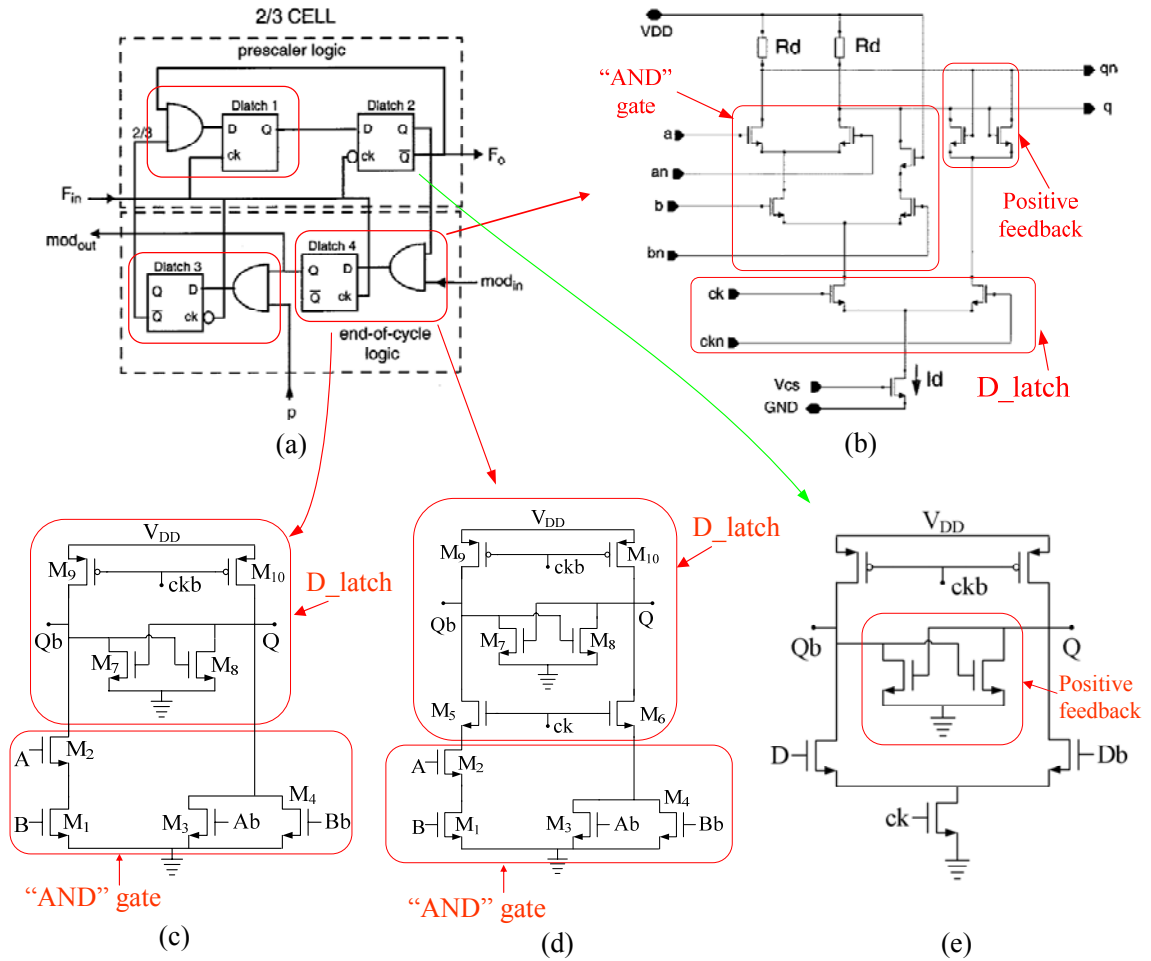 2/3 CELL
prescaler logic
Dlatch 1
Dlatch 2
D Q
ck
D Q
Q
ck
2/3
Fo
Fin
modout
Dlatch 3
Dlatch 4
Q D
Q
ck
Q D
Q
ck
modin
end-of-cycle
logic
p
(a)
VDD
Rd
Rd
"AND"
gate
qn
q
a
an
b
bn
Positive
feedback
ck
ckn
D_latch
Vcs
Id
GND
(b)
VDD
M9
M10
ckb
D_latch
Qb
Q
M7
M8
A
M2
B
M1
M3
Ab
M4
Bb
"AND" gate
(c)
VDD
D_latch
M9
M10
ckb
Qb
Q
M7
M8
M5
ck
M6
A
M2
B
M1
M3
Ab
M4
Bb
"AND" gate
(d)
VDD
ckb
Qb
Q
Positive
feedback
D
Db
ck
(e)